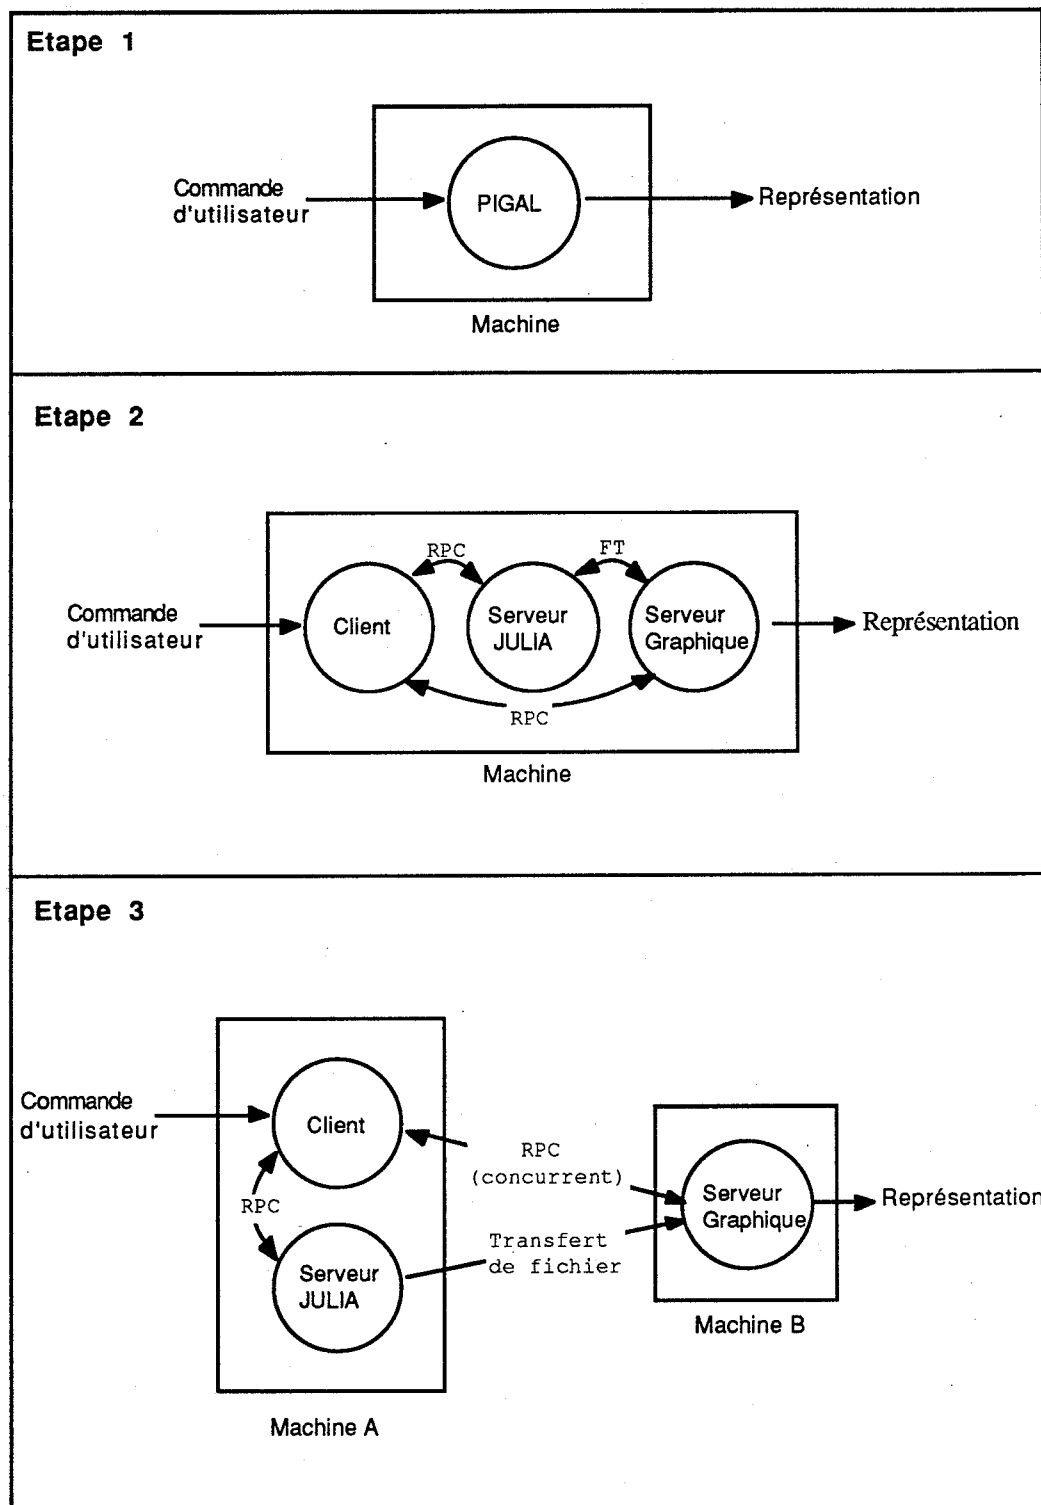 Etape 1
Commande
d'utilisateur
PIGAL
Représentation
Machine
Etape 2
RPC
FT
Commande
d'utilisateur
Client
Serveur
JULIA
Serveur
Graphique
Représentation
RPC
Machine
Etape 3
Commande
d'utilisateur
Client
RPC
(concurrent)
RPC
Serveur
Graphique
Représentation
Transfert
de fichier
Serveur
JULIA
Machine B
Machine A